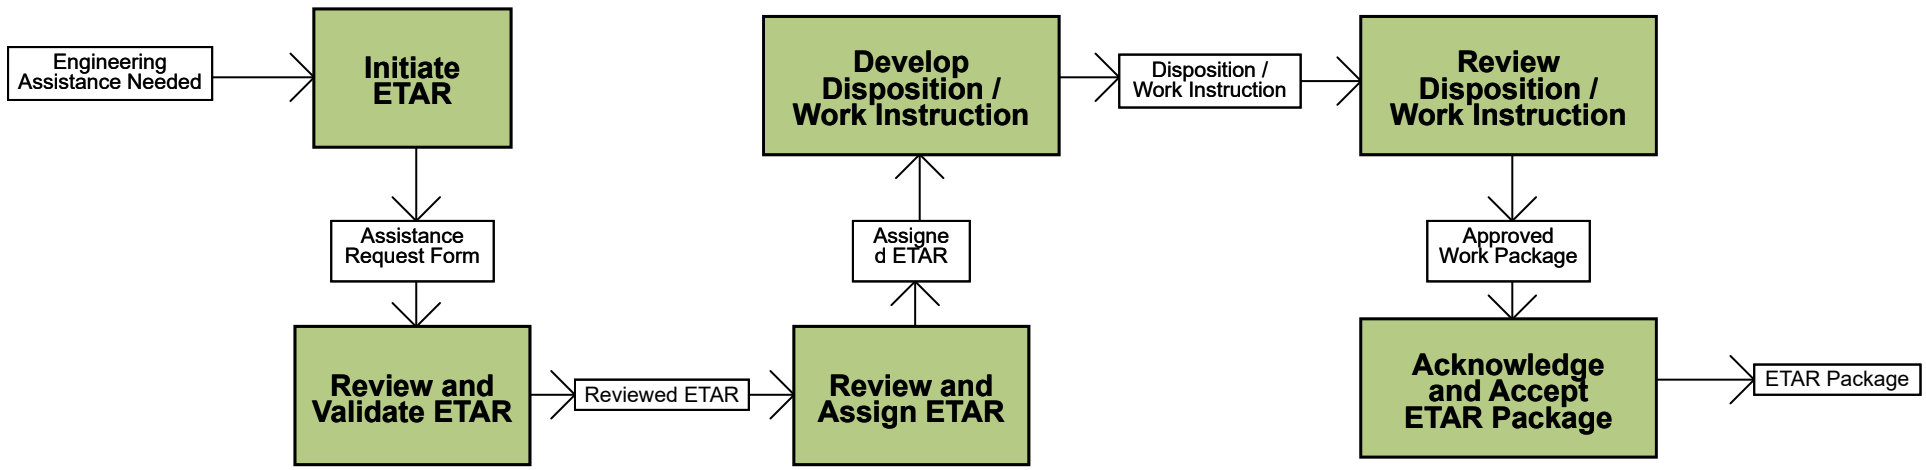 Engineering
Assistance Needed
Initiate
ETAR
Assistance
Request Form
Review and
Validate ETAR
Reviewed ETAR
Review and
Assign ETAR
Assigne
d ETAR
Develop
Disposition /
Work Instruction
Disposition /
Work Instruction
Review
Disposition /
Work Instruction
Approved
Work Package
Acknowledge
and Accept
ETAR Package
ETAR Package